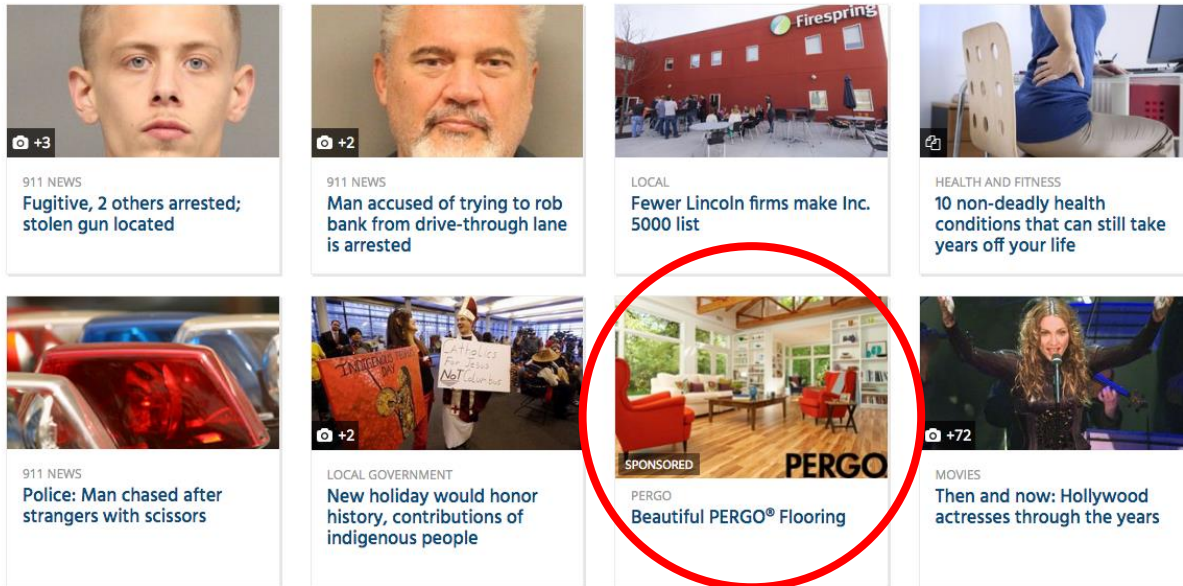 Firespring
+3
+2
911 NEWS
Fugitive, 2 others arrested;
stolen gun located
911 NEWS
Man accused of trying to rob
bank from drive-through lane
is arrested
LOCAL
Fewer Lincoln firms make Inc.
5000 list
HEALTH AND FITNESS
10 non-deadly health
conditions that can still take
years off your life
INDIGENOUS PEOPLES
DAY
CAtholics
For Jesus
NoT Columbus
+2
SPONSORED
PERGO
+72
911 NEWS
Police: Man chased after
strangers with scissors
LOCAL GOVERNMENT
New holiday would honor
history, contributions of
indigenous people
PERGO
Beautiful PERGO® Flooring
MOVIES
Then and now: Hollywood
actresses through the years